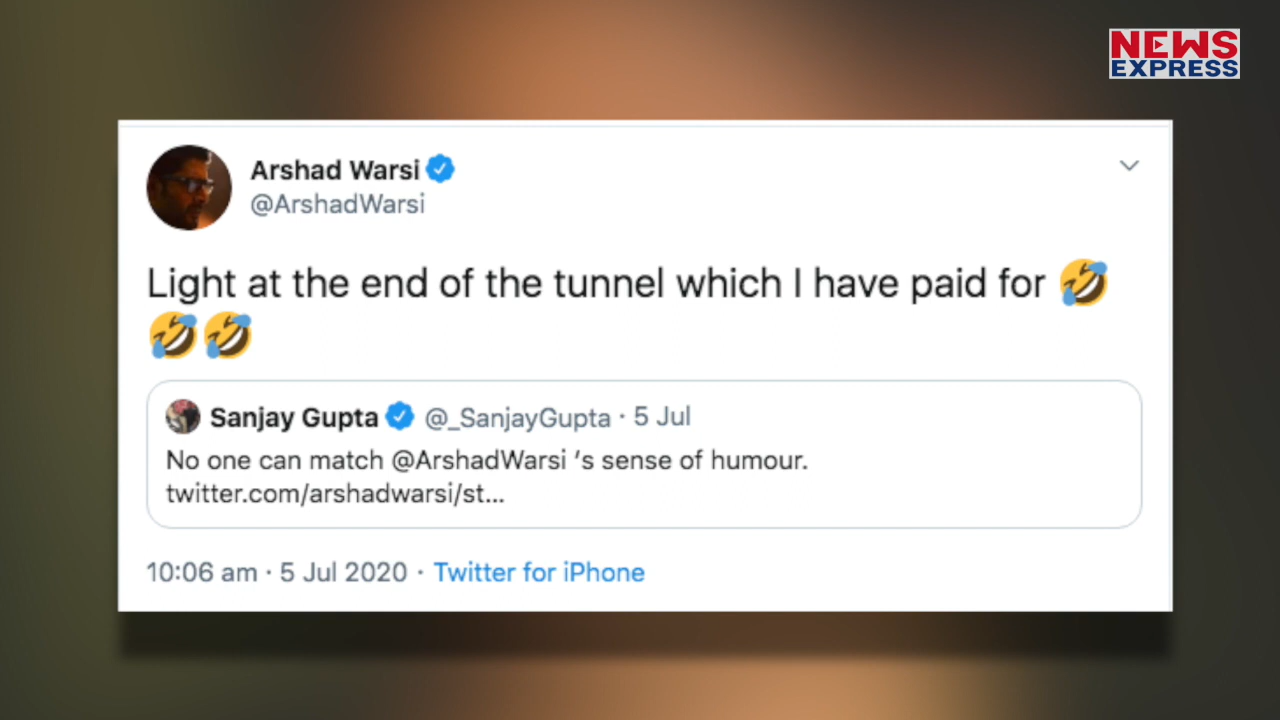 NEWS
EXPRESS
Arshad Warsi
@ArshadWarsi
Light at the end of the tunnel which I have paid for 🤣
🤣🤣
Sanjay Gupta @_SanjayGupta · 5 Jul
No one can match @ArshadWarsi 's sense of humour.
twitter.com/arshadwarsi/st...
10:06 am · 5 Jul 2020 · Twitter for iPhone